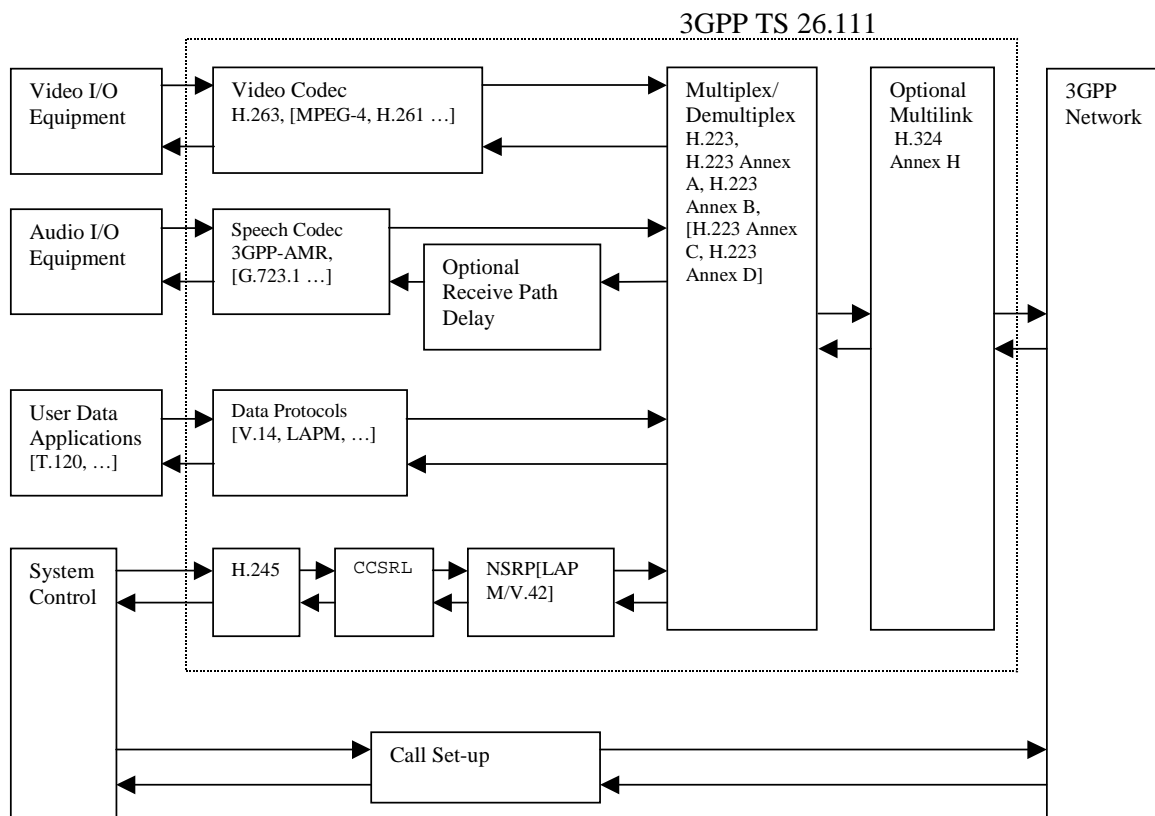 3GPP TS 26.111
Video I/O
Equipment
Video Codec
H.263, [MPEG-4, H.261 …]
Multiplex/
Demultiplex
H.223,
H.223 Annex
A, H.223
Annex B,
[H.223 Annex
C, H.223
Annex D]
Optional
Multilink
H.324
Annex H
3GPP
Network
Audio I/O
Equipment
Speech Codec
3GPP-AMR,
[G.723.1 …]
Optional
Receive Path
Delay
User Data
Applications
[T.120, …]
Data Protocols
[V.14, LAPM, …]
System
Control
H.245
CCSRL
NSRP[LAP
M/V.42]
Call Set-up